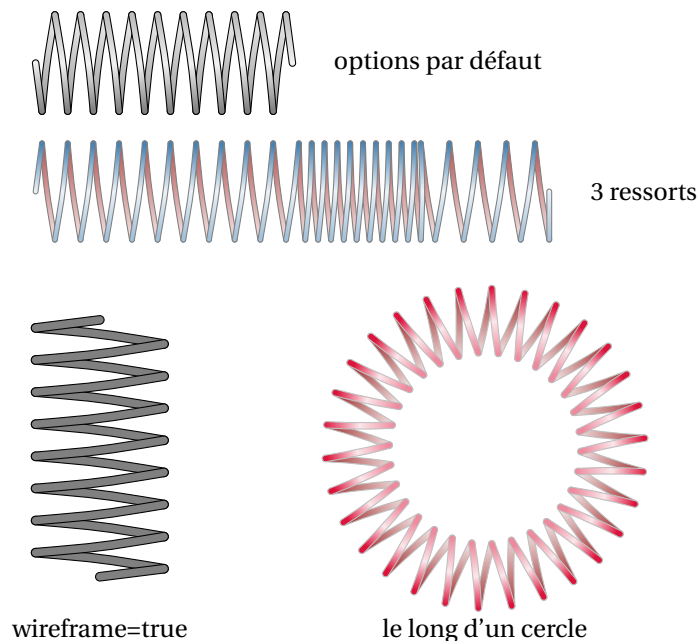 options par défaut
3 ressorts
wireframe=true
le long d'un cercle